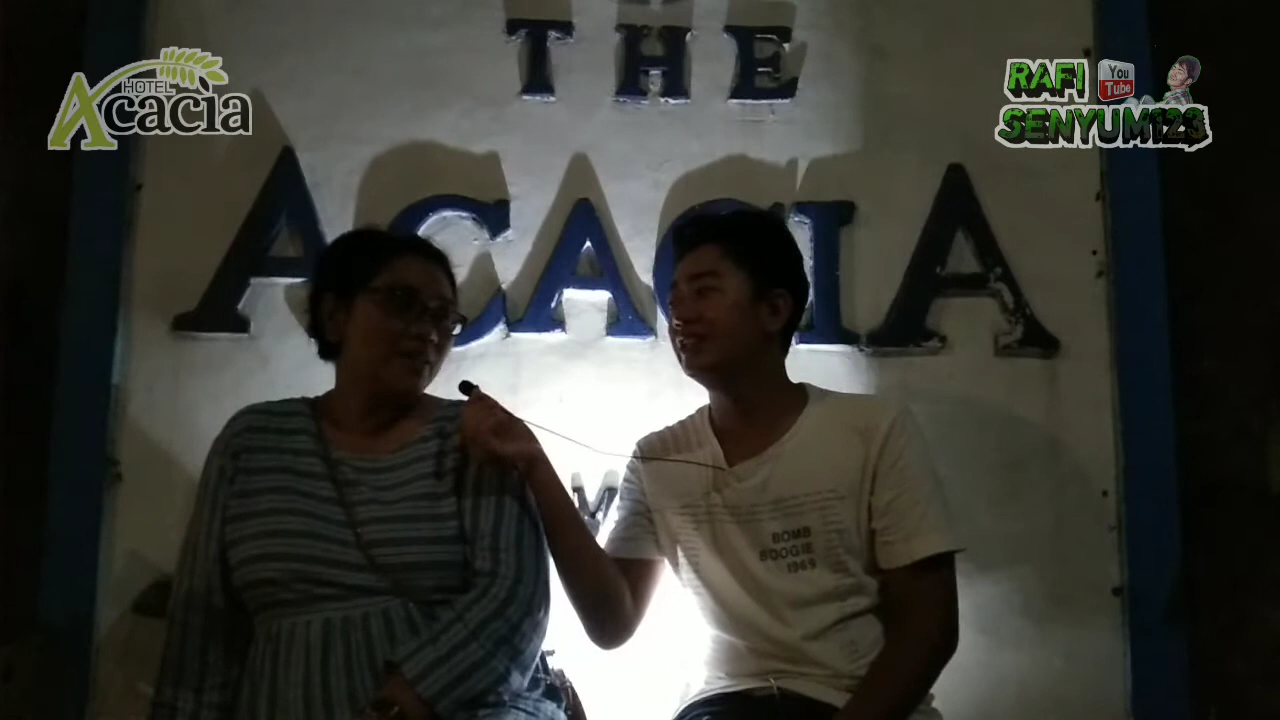 THE
ACACIA
HOTEL
Acacia
RAFI
You
Tube
SENYUM123
M
BOMB
BOOGIE
1969